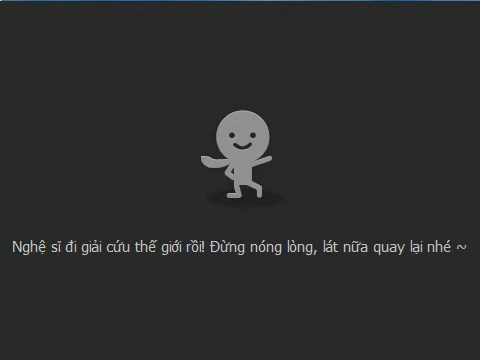 Nghệ sĩ đi giải cứu thế giới rồi! Đừng nóng lòng, lát nữa quay lại nhé ~